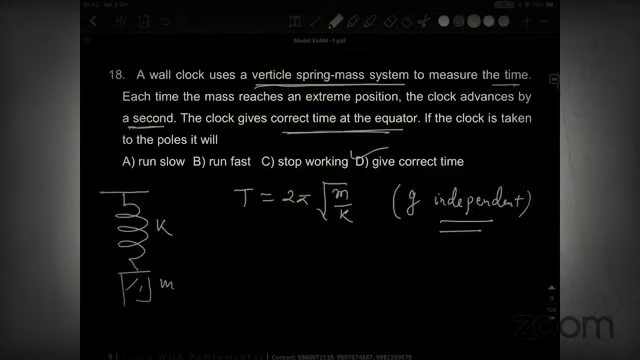 Model ExAM -1.pdf
18. A wall clock uses a verticle spring-mass system to measure the time.
Each time the mass reaches an extreme position, the clock advances by
a second. The clock gives correct time at the equator. If the clock is taken
to the poles it will
A) run slow B) run fast C) stop working D) give correct time
T = 2π √m/k (g independent)
K
m
zoom